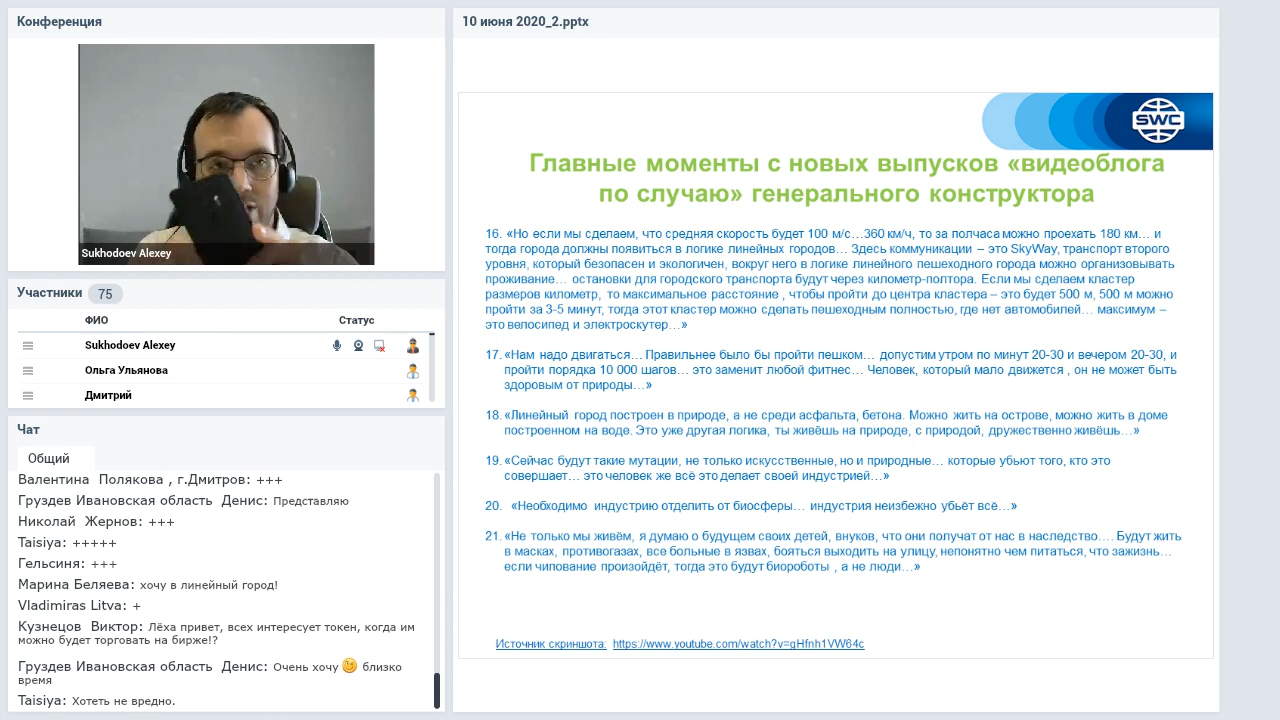 Конференция
Sukhodoev Alexey
Участники 75
ФИО Статус
Sukhodoev Alexey
Ольга Ульянова
Дмитрий
Чат
Общий
Валентина Полякова , г.Дмитров: +++
Груздев Ивановская область Денис: Представляю
Николай Жернов: +++
Taisiya: +++++
Гельсиня: +++
Марина Беляева: хочу в линейный город!
Vladimiras Litva: +
Кузнецов Виктор: Лёха привет, всех интересует токен, когда им
можно будет торговать на бирже!?
Груздев Ивановская область Денис: Очень хочу близко
время
Taisiya: Хотеть не вредно.
10 июня 2020_2.pptx
SWC
Главные моменты с новых выпусков «видеоблога
по случаю» генерального конструктора
16. «Но если мы сделаем, что средняя скорость будет 100 м/с…360 км/ч, то за полчаса можно проехать 180 км… и
тогда города должны появиться в логике линейных городов… Здесь коммуникации – это SkyWay, транспорт второго
уровня, который безопасен и экологичен, вокруг него в логике линейного пешеходного города можно организовывать
проживание… остановки для городского транспорта будут через километр-полтора. Если мы сделаем кластер
размеров километр, то максимальное расстояние , чтобы пройти до центра кластера – это будет 500 м, 500 м можно
пройти за 3-5 минут, тогда этот кластер можно сделать пешеходным полностью, где нет автомобилей… максимум –
это велосипед и электроскутер…»
17. «Нам надо двигаться… Правильнее было бы пройти пешком… допустим утром по минут 20-30 и вечером 20-30, и
пройти порядка 10 000 шагов… это заменит любой фитнес… Человек, который мало движется , он не может быть
здоровым от природы…»
18. «Линейный город построен в природе, а не среди асфальта, бетона. Можно жить на острове, можно жить в доме
построенном на воде. Это уже другая логика, ты живёшь на природе, с природой, дружественно живёшь…»
19. «Сейчас будут такие мутации, не только искусственные, но и природные… которые убьют того, кто это
совершает… это человек же всё это делает своей индустрией…»
20. «Необходимо индустрию отделить от биосферы… индустрия неизбежно убьёт всё…»
21. «Не только мы живём, я думаю о будущем своих детей, внуков, что они получат от нас в наследство…. Будут жить
в масках, противогазах, все больные в язвах, бояться выходить на улицу, непонятно чем питаться, что зажизнь…
если чипование произойдёт, тогда это будут биороботы , а не люди…»
Источник скриншота: https://www.youtube.com/watch?v=gHfnh1VW64c